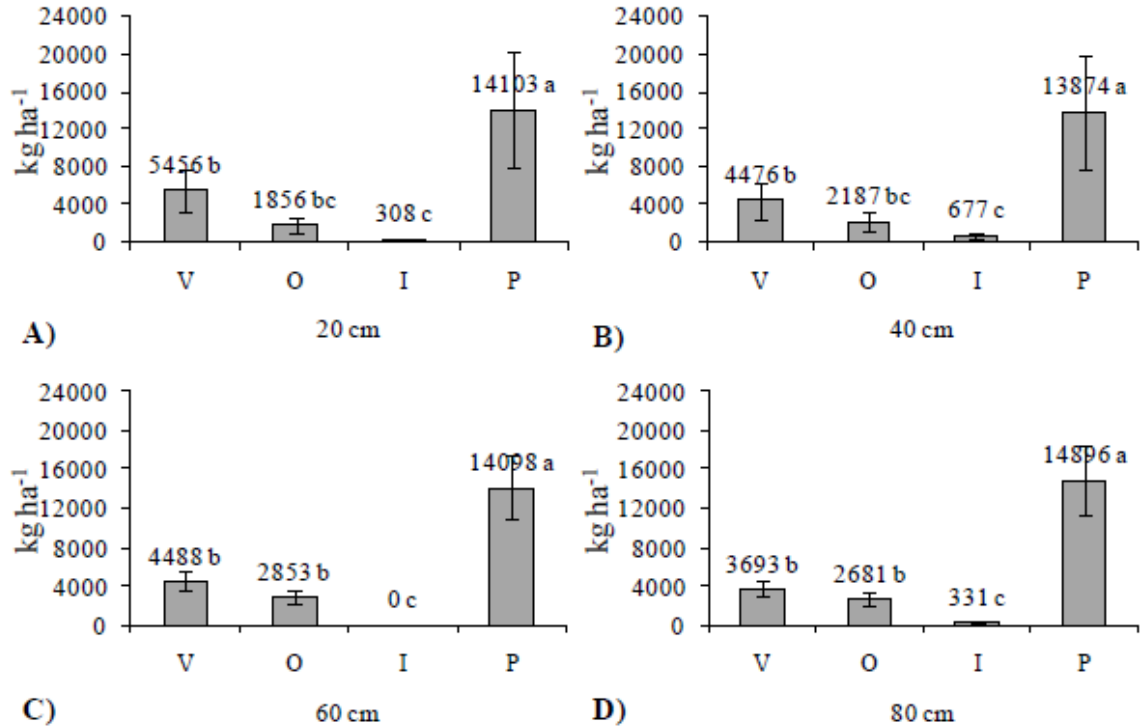 24000
20000
16000
12000
8000
4000
0
kg ha⁻¹
5456 b
1856 bc
308 c
14103 a
V O I P
A) 20 cm
24000
20000
16000
12000
8000
4000
0
kg ha⁻¹
4476 b
2187 bc
677 c
13874 a
V O I P
B) 40 cm
24000
20000
16000
12000
8000
4000
0
kg ha⁻¹
4488 b
2853 b
0 c
14098 a
V O I P
C) 60 cm
24000
20000
16000
12000
8000
4000
0
kg ha⁻¹
3693 b
2681 b
331 c
14896 a
V O I P
D) 80 cm